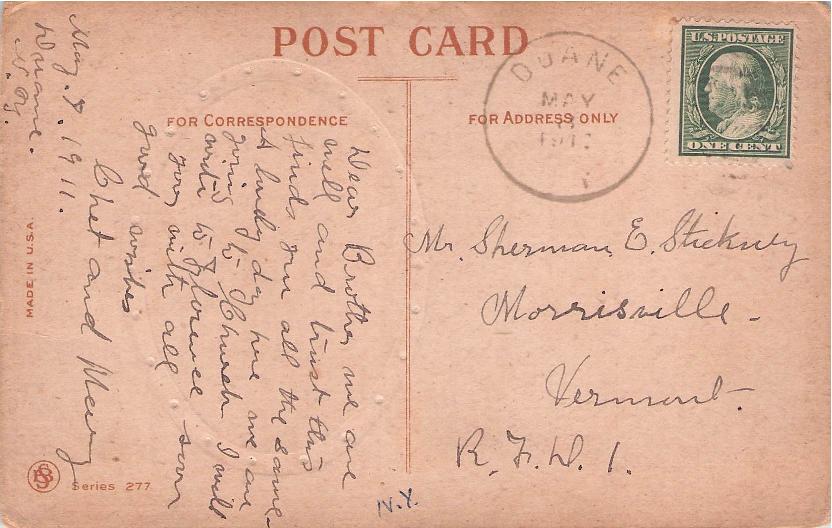 POST CARD
FOR CORRESPONDENCE
FOR ADDRESS ONLY
DUANE
MAY
U.S. POSTAGE
ONE CENT
May. 7. 1911.
Duane.
N.Y.
Dear Brother we are
well and trust this
finds you all the same.
A lovely day here we are
going to Church I will
write to Florence soon
you with all
good wishes
Chet and Mary
Mr. Sherman E. Stickney
Morrisville -
Vermont -
R. F. D. 1.
N.Y.
MADE IN U.S.A.
Series 277